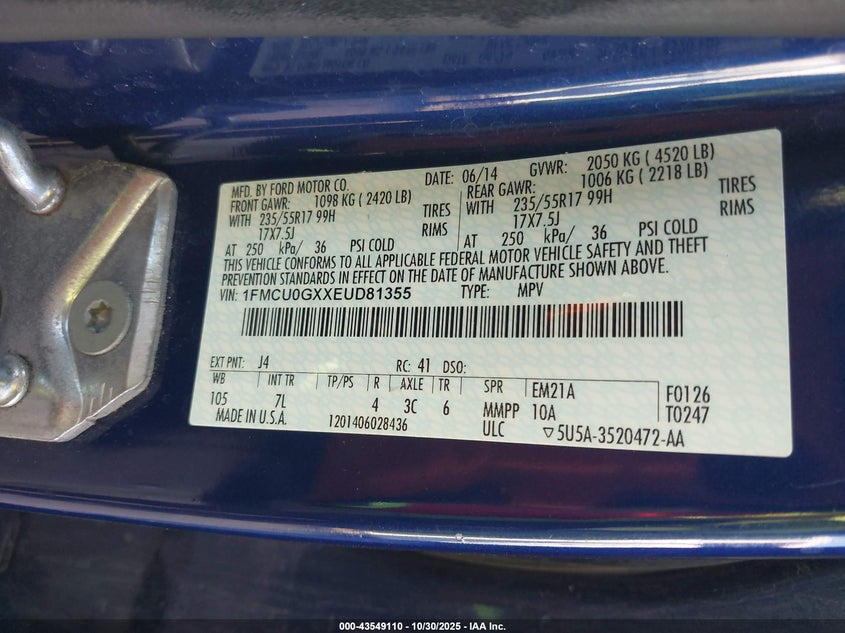 MFD. BY FORD MOTOR CO. DATE: 06/14 GVWR: 2050 KG ( 4520 LB)
FRONT GAWR: 1098 KG ( 2420 LB) REAR GAWR: 1006 KG ( 2218 LB)
WITH 235/55R17 99H TIRES WITH 235/55R17 99H TIRES
17X7.5J RIMS 17X7.5J RIMS
AT 250 kPa/ 36 PSI COLD AT 250 kPa/ 36 PSI COLD
THIS VEHICLE CONFORMS TO ALL APPLICABLE FEDERAL MOTOR VEHICLE SAFETY AND THEFT
PREVENTION STANDARDS IN EFFECT ON THE DATE OF MANUFACTURE SHOWN ABOVE.
VIN: 1FMCU0GXXEUD81355 TYPE: MPV
EXT PNT: J4 RC: 41 DSO:
WB INT TR TP/PS R AXLE TR SPR EM21A F0126
105 7L 4 3C 6 MMPP 10A T0247
MADE IN U.S.A. 1201406028436 ULC ▽5U5A-3520472-AA
000-43549110 - 10/30/2025 - IAA Inc.